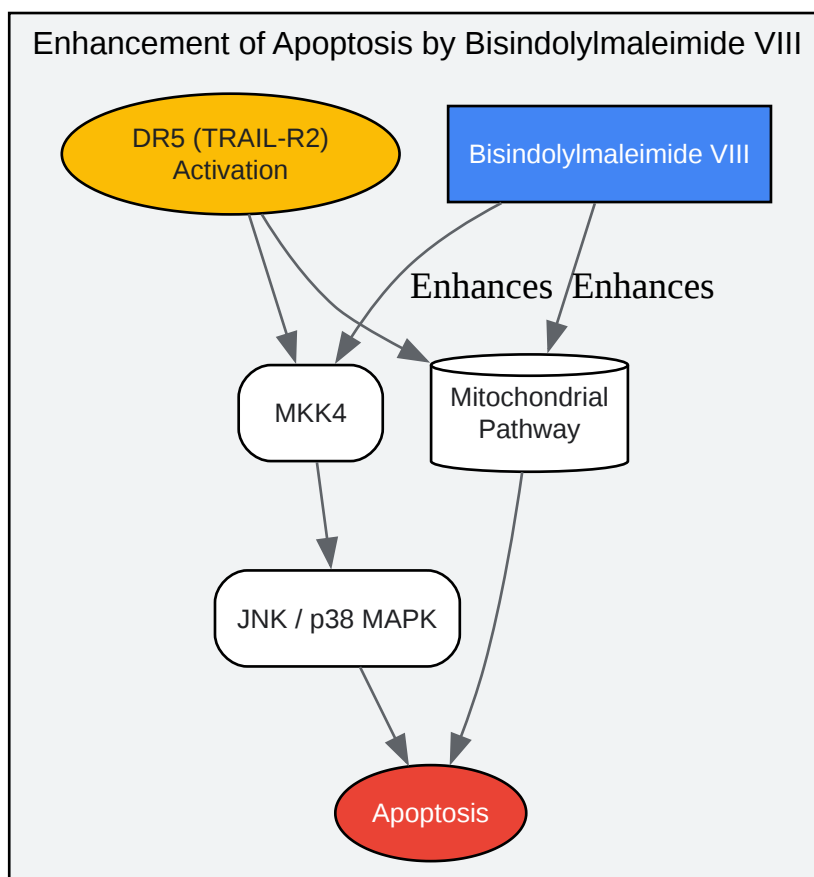 Enhancement of Apoptosis by Bisindolylmaleimide VIII
DR5 (TRAIL-R2)
Activation
Bisindolylmaleimide VIII
Enhances
Enhances
MKK4
Mitochondrial
Pathway
JNK / p38 MAPK
Apoptosis